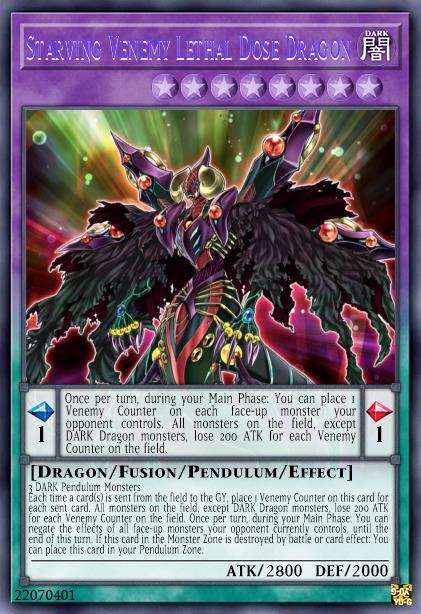 Starving Venemy Lethal Dose Dragon
DARK
闇
Once per turn, during your Main Phase: You can place 1
Venemy Counter on each face-up monster your
opponent controls. All monsters on the field, except
DARK Dragon monsters, lose 200 ATK for each Venemy
Counter on the field.
1
1
[Dragon/Fusion/Pendulum/Effect]
3 DARK Pendulum Monsters
Each time a card(s) is sent from the field to the GY, place 1 Venemy Counter on this card for
each sent card. All monsters on the field, except DARK Dragon monsters, lose 200 ATK
for each Venemy Counter on the field. Once per turn, during your Main Phase: You can
negate the effects of all face-up monsters your opponent currently controls, until the
end of this turn. If this card in the Monster Zone is destroyed by battle or card effect: You
can place this card in your Pendulum Zone.
ATK/2800 DEF/2000
22070401